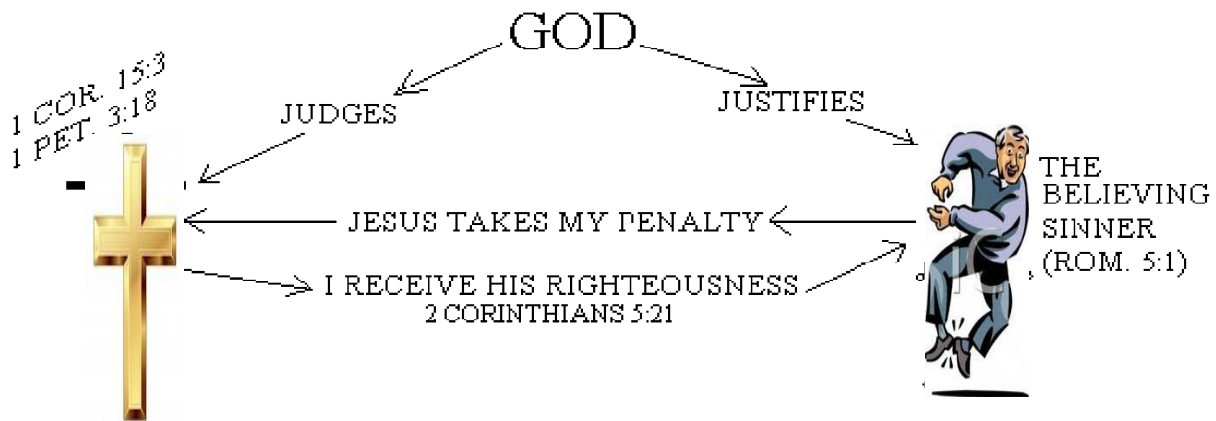 GOD
1 COR. 15:3
1 PET. 3:18
JUDGES
JUSTIFIES
THE
BELIEVING
SINNER
(ROM. 5:1)
JESUS TAKES MY PENALTY
I RECEIVE HIS RIGHTEOUSNESS
2 CORINTHIANS 5:21